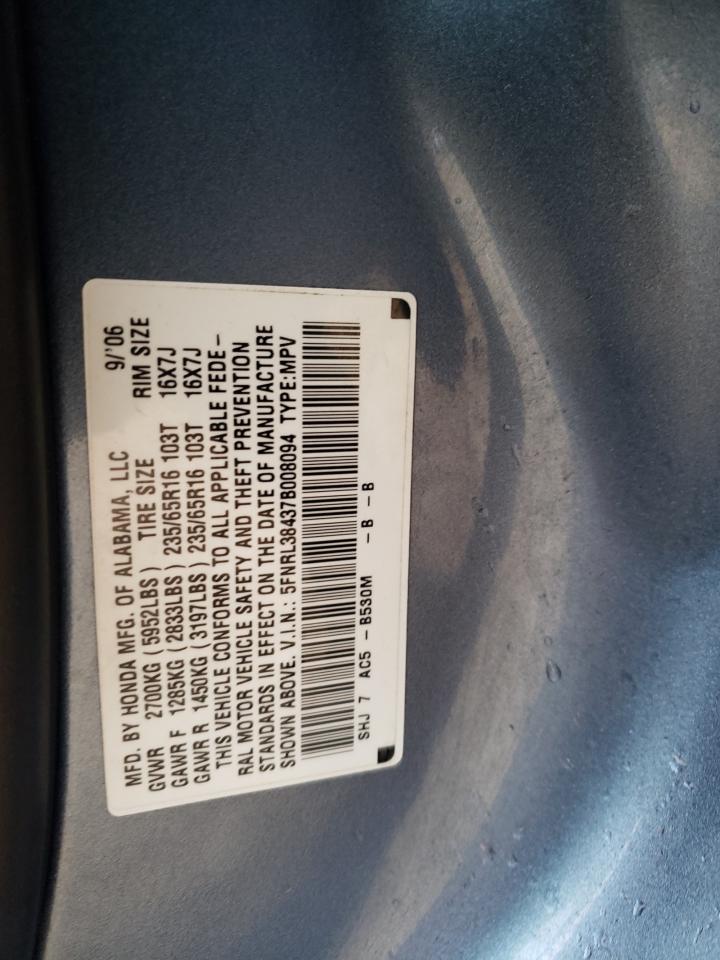 MFD. BY HONDA MFG. OF ALABAMA, LLC 9/'06
GVWR 2700KG (5952LBS) TIRE SIZE RIM SIZE
GAWR F 1285KG (2833LBS) 235/65R16 103T 16X7J
GAWR R 1450KG (3197LBS) 235/65R16 103T 16X7J
THIS VEHICLE CONFORMS TO ALL APPLICABLE FEDE-
RAL MOTOR VEHICLE SAFETY AND THEFT PREVENTION
STANDARDS IN EFFECT ON THE DATE OF MANUFACTURE
SHOWN ABOVE. V.I.N.: 5FNRL38437B008094 TYPE:MPV
SHJ 7 AC5 - B530M - B - B